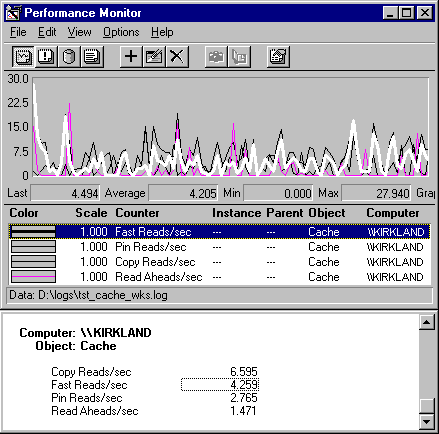 Performance Monitor
File Edit View Options Help
30.0
22.5
15.0
7.5
0.0
Last 4.494 Average 4.205 Min 0.000 Max 27.940 Gra
Color Scale Counter Instance Parent Object Computer
1.000 Fast Reads/sec --- --- Cache \\KIRKLAND
1.000 Pin Reads/sec --- --- Cache \\KIRKLAND
1.000 Copy Reads/sec --- --- Cache \\KIRKLAND
1.000 Read Aheads/sec --- --- Cache \\KIRKLAND
Data: D:\logs\tst_cache_wks.log
Computer: \\KIRKLAND
Object: Cache
Copy Reads/sec 6.595
Fast Reads/sec 4.259
Pin Reads/sec 2.765
Read Aheads/sec 1.471